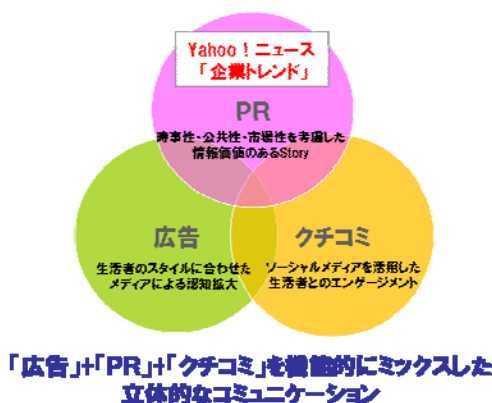 Yahoo！ニュース
「企業トレンド」
PR
時事性・公共性・市場性を考慮した
情報価値のあるStory
広告
生活者のスタイルに合わせた
メディアによる認知拡大
クチコミ
ソーシャルメディアを活用した
生活者とのエンゲージメント
「広告」+「PR」+「クチコミ」を機能的にミックスした
立体的なコミュニケーション